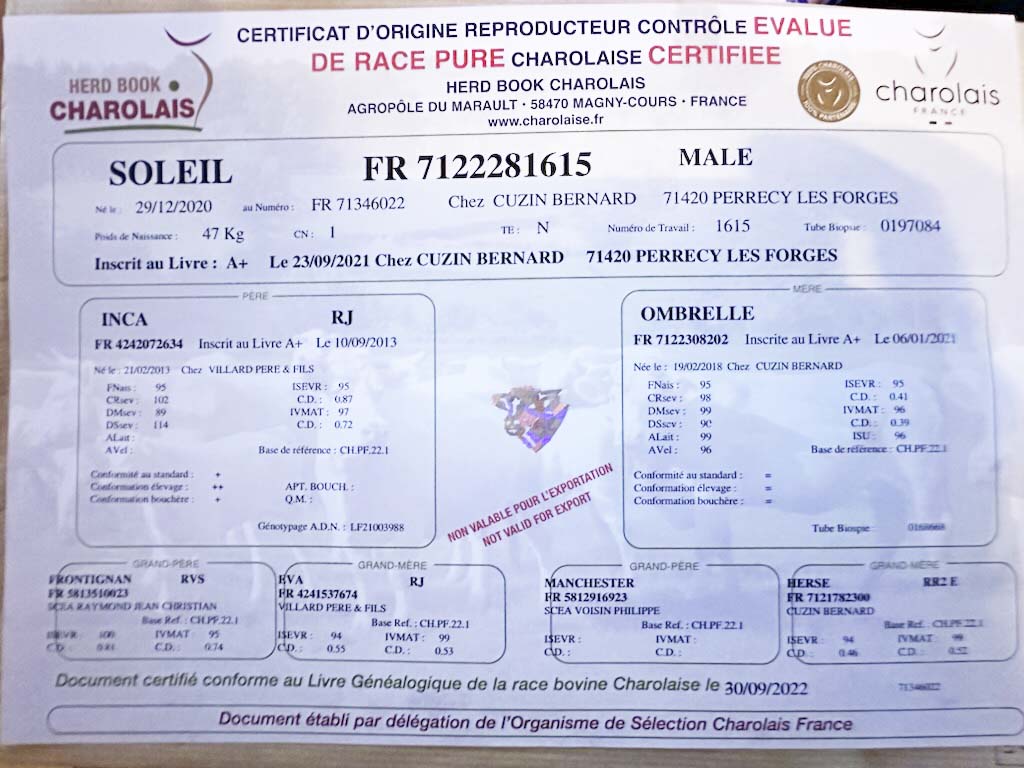 CERTIFICAT D'ORIGINE REPRODUCTEUR CONTRÔLE EVALUE
DE RACE PURE CHAROLAISE CERTIFIEE
HERD BOOK CHAROLAIS
AGROPÔLE DU MARAULT · 58470 MAGNY-COURS · FRANCE
www.charolaise.fr
HERD BOOK
CHAROLAIS
charolais
FRANCE
SOLEIL FR 7122281615 MALE
Né le : 29/12/2020 au Numéro : FR 71346022 Chez CUZIN BERNARD 71420 PERRECY LES FORGES
Poids de Naissance : 47 Kg CN : 1 TE : N Numéro de Travail : 1615 Tube Biopsie : 0197084
Inscrit au Livre : A+ Le 23/09/2021 Chez CUZIN BERNARD 71420 PERRECY LES FORGES
PÈRE
INCA RJ
FR 4242072634 Inscrit au Livre A+ Le 10/09/2013
Né le : 21/02/2013 Chez VILLARD PERE & FILS
FNais : 95 ISEVR : 95
CRsev : 102 C.D. : 0.87
DMsev : 89 IVMAT : 97
DSsev : 114 C.D. : 0.72
ALait :
AVel : Base de référence : CH.PF.22.1
Conformité au standard : +
Conformation élevage : ++ APT. BOUCH. :
Conformation bouchère : + Q.M. :
Génotypage A.D.N. : LF21003988
NON VALABLE POUR L'EXPORTATION
NOT VALID FOR EXPORT
MÈRE
OMBRELLE
FR 7122308202 Inscrite au Livre A+ Le 06/01/2021
Née le : 19/02/2018 Chez CUZIN BERNARD
FNais : 95 ISEVR : 95
CRsev : 98 C.D. : 0.41
DMsev : 99 IVMAT : 96
DSsev : C.D. : 0.39
ALait : 99 ISU : 96
AVel : 96 Base de référence : CH.PF.22.1
Conformité au standard : =
Conformation élevage : =
Conformation bouchère : =
Tube Biopsie
GRAND-PÈRE
FRONTIGNAN RVS
FR 5813510023
SCEA RAYMOND JEAN CHRISTIAN
Base Ref. : CH.PF.22.1
ISEVR : 100 IVMAT : 95
C.D. : C.D. : 0.74
GRAND-MÈRE
EVA RJ
FR 4241537674
VILLARD PERE & FILS
Base Ref. : CH.PF.22.1
ISEVR : 94 IVMAT : 99
C.D. : 0.55 C.D. : 0.53
GRAND-PÈRE
MANCHESTER
FR 5812916923
SCEA VOISIN PHILIPPE
Base Ref. : CH.PF.22.1
ISEVR : IVMAT :
C.D. : C.D. :
GRAND-MÈRE
HERSE RR2 E
FR 7121782300
CUZIN BERNARD
Base Ref. : CH.PF.22.1
ISEVR : 94 IVMAT : 99
C.D. : 0.46 C.D. : 0.52
Document certifié conforme au Livre Généalogique de la race bovine Charolaise le 30/09/2022 71346022
Document établi par délégation de l'Organisme de Sélection Charolais France